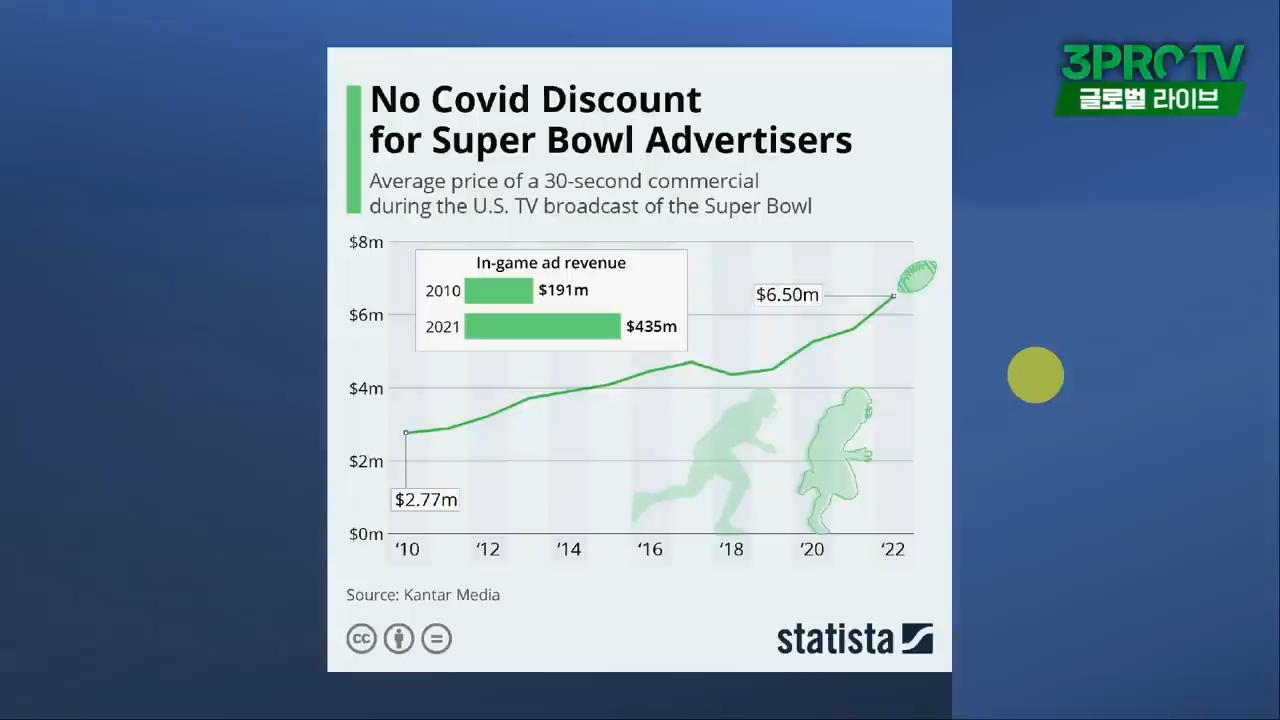 3PRO TV
글로벌 라이브
No Covid Discount
for Super Bowl Advertisers
Average price of a 30-second commercial
during the U.S. TV broadcast of the Super Bowl
$8m
In-game ad revenue
2010 $191m
2021 $435m
$6.50m
$6m
$4m
$2m
$2.77m
$0m
‘10 ‘12 ‘14 ‘16 ‘18 ‘20 ‘22
Source: Kantar Media
cc
statista